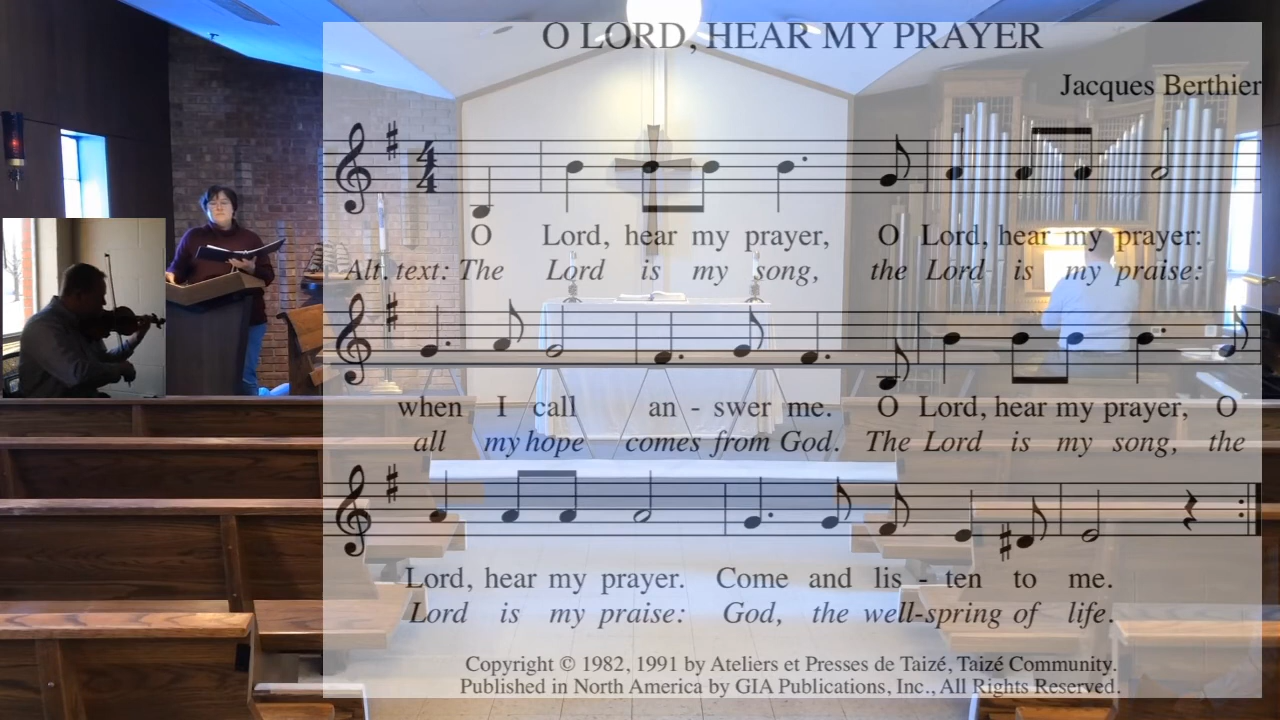 O LORD, HEAR MY PRAYER
Jacques Berthier
4
4
O Lord, hear my prayer, O Lord, hear my prayer:
Alt. text: The Lord is my song, the Lord is my praise:
when I call an - swer me. O Lord, hear my prayer, O
all my hope comes from God. The Lord is my song, the
Lord, hear my prayer. Come and lis - ten to me.
Lord is my praise: God, the well-spring of life.
Copyright © 1982, 1991 by Ateliers et Presses de Taizé, Taizé Community.
Published in North America by GIA Publications, Inc., All Rights Reserved.